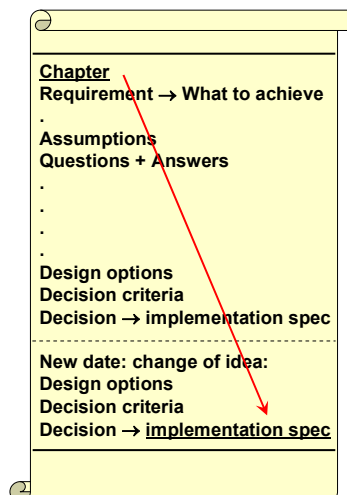 Chapter
Requirement → What to achieve
.
Assumptions
Questions + Answers
.
.
.
.
Design options
Decision criteria
Decision → implementation spec
New date: change of idea:
Design options
Decision criteria
Decision → implementation spec